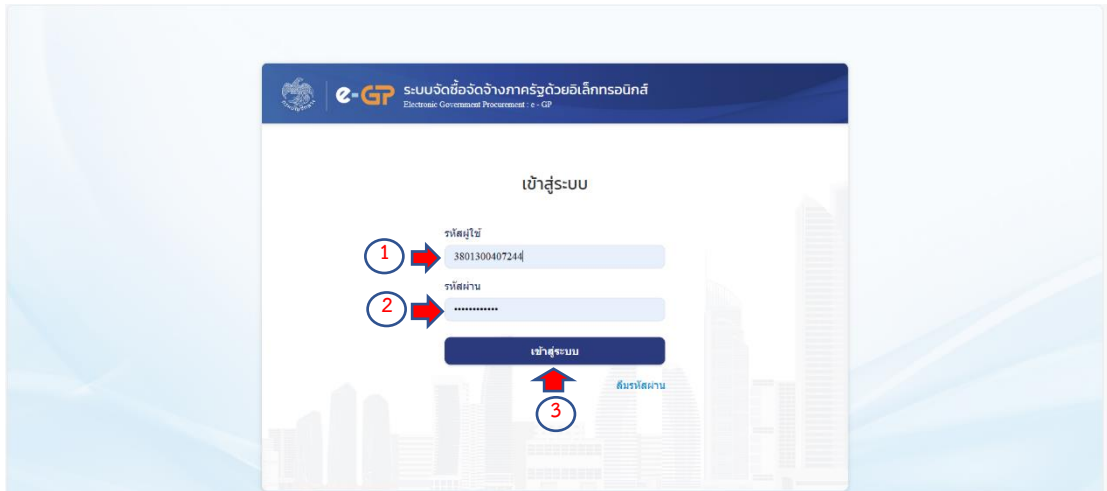 e-GP ระบบจัดซื้อจัดจ้างภาครัฐด้วยอิเล็กทรอนิกส์
Electronic Government Procurement : e - GP
เข้าสู่ระบบ
รหัสผู้ใช้
1 3801300407244
รหัสผ่าน
2 ••••••••••••
เข้าสู่ระบบ
ลืมรหัสผ่าน
3